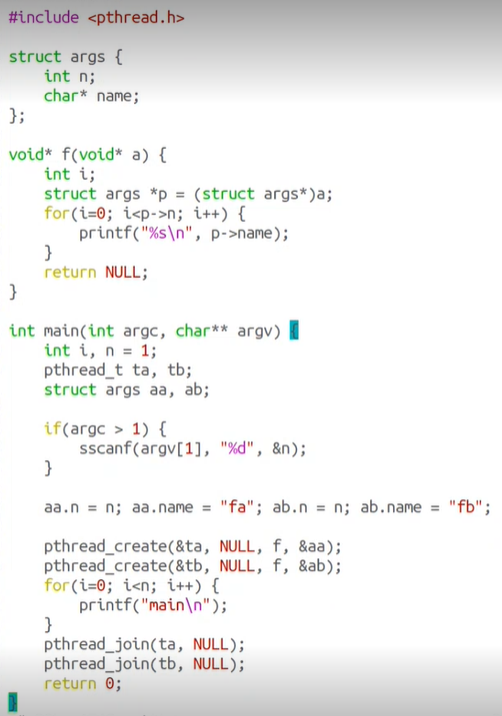 #include <pthread.h>
struct args {
    int n;
    char* name;
};
void* f(void* a) {
    int i;
    struct args *p = (struct args*)a;
    for(i=0; i<p->n; i++) {
        printf("%s\n", p->name);
    }
    return NULL;
}
int main(int argc, char** argv) {
    int i, n = 1;
    pthread_t ta, tb;
    struct args aa, ab;
    if(argc > 1) {
        sscanf(argv[1], "%d", &n);
    }
    aa.n = n; aa.name = "fa"; ab.n = n; ab.name = "fb";
    pthread_create(&ta, NULL, f, &aa);
    pthread_create(&tb, NULL, f, &ab);
    for(i=0; i<n; i++) {
        printf("main\n");
    }
    pthread_join(ta, NULL);
    pthread_join(tb, NULL);
    return 0;
}